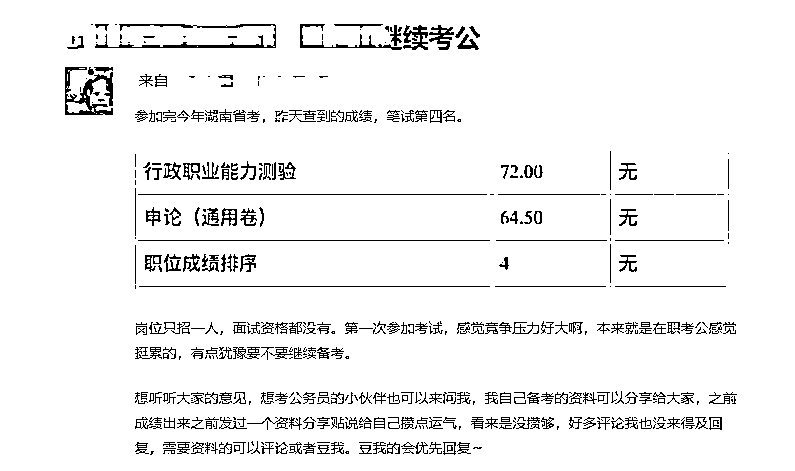 继续考公
来自
参加完今年湖南省考，昨天查到的成绩，笔试第四名。
行政职业能力测验 72.00 无
申论（通用卷） 64.50 无
职位成绩排序 4 无
岗位只招一人，面试资格都没有。第一次参加考试，感觉竞争压力好大啊，本来就是在职考公感觉
挺累的，有点犹豫要不要继续备考。
想听听大家的意见，想考公务员的小伙伴也可以来问我，我自己备考的资料可以分享给大家，之前
成绩出来之前发过一个资料分享贴说给自己攒点运气，看来是没攒够，好多评论我也没来得及回
复，需要资料的可以评论或者豆我。豆我的会优先回复~